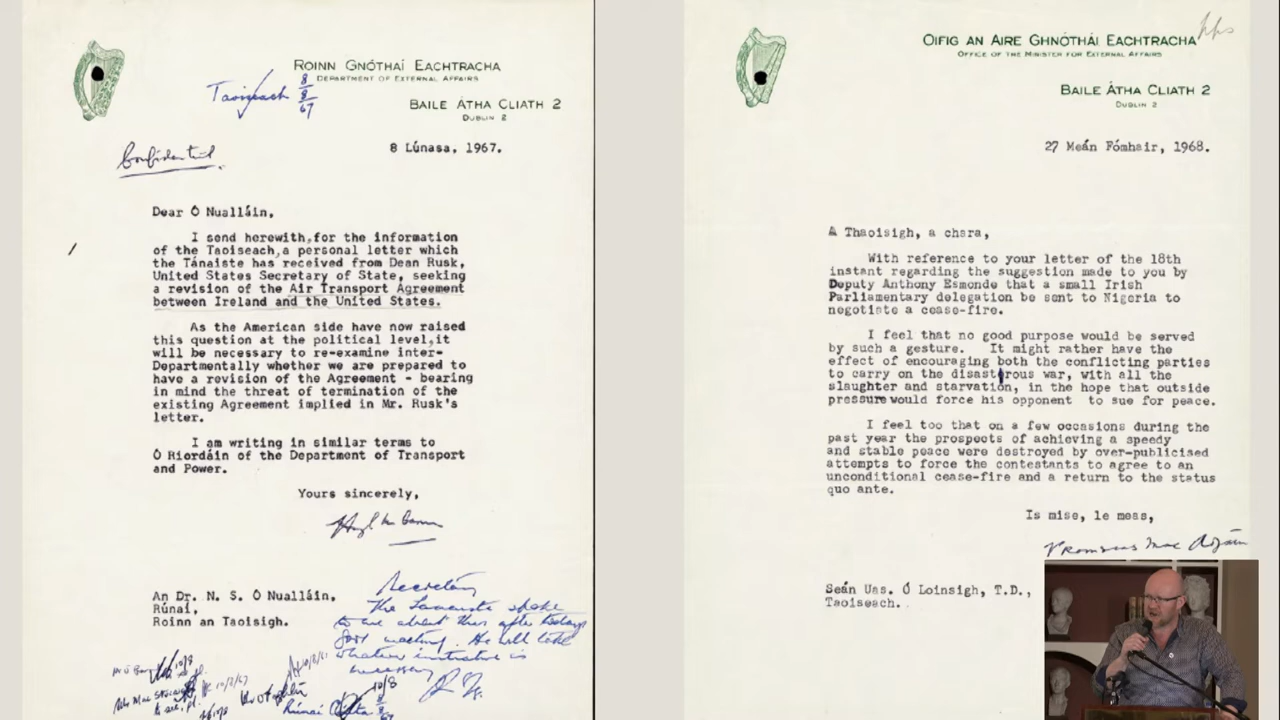 ROINN GNÓTHAÍ EACHTRACHA
DEPARTMENT OF EXTERNAL AFFAIRS
Taoiseach 8/8/67
BAILE ÁTHA CLIATH 2
DUBLIN 2
Confidential.
8 Lúnasa, 1967.
Dear Ó Nualláin,
I send herewith, for the information
of the Taoiseach, a personal letter which
the Tánaiste has received from Dean Rusk,
United States Secretary of State, seeking
a revision of the Air Transport Agreement
between Ireland and the United States.
As the American side have now raised
this question at the political level, it
will be necessary to re-examine inter-
Departmentally whether we are prepared to
have a revision of the Agreement - bearing
in mind the threat of termination of the
existing Agreement implied in Mr. Rusk's
letter.
I am writing in similar terms to
Ó Riordáin of the Department of Transport
and Power.
Yours sincerely,
An Dr. N. S. Ó Nualláin,
Rúnaí,
Roinn an Taoisigh.
Secretary
The Taoiseach spoke
to me about this after today's
Govt meeting. He will take
whatever initiative is
necessary
10/8
OIFIG AN AIRE GHNÓTHAÍ EACHTRACHA
OFFICE OF THE MINISTER FOR EXTERNAL AFFAIRS
BAILE ÁTHA CLIATH 2
DUBLIN 2
27 Meán Fómhair, 1968.
A Thaoisigh, a chara,
With reference to your letter of the 18th
instant regarding the suggestion made to you by
Deputy Anthony Esmonde that a small Irish
Parliamentary delegation be sent to Nigeria to
negotiate a cease-fire.
I feel that no good purpose would be served
by such a gesture. It might rather have the
effect of encouraging both the conflicting parties
to carry on the disastrous war, with all the
slaughter and starvation, in the hope that outside
pressure would force his opponent to sue for peace.
I feel too that on a few occasions during the
past year the prospects of achieving a speedy
and stable peace were destroyed by over-publicised
attempts to force the contestants to agree to an
unconditional cease-fire and a return to the status
quo ante.
Is mise, le meas,
Proinsias Mac Aogáin
Seán Uas. Ó Loinsigh, T.D.,
Taoiseach.